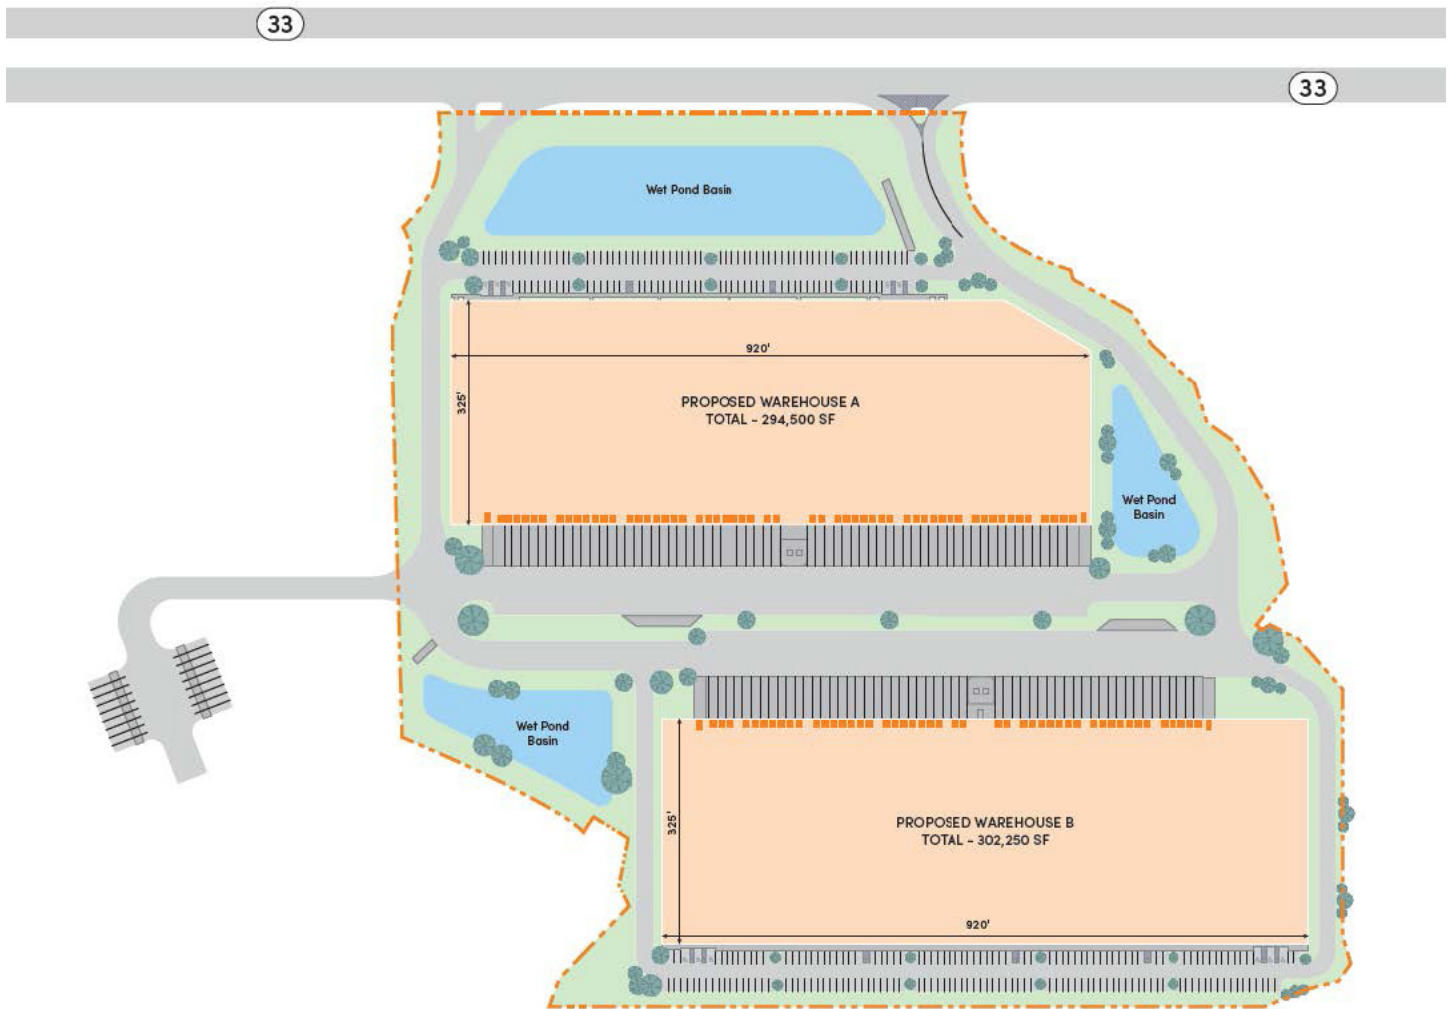 33
33
Wet Pond Basin
920'
325'
PROPOSED WAREHOUSE A
TOTAL - 294,500 SF
Wet Pond
Basin
Wet Pond
Basin
325'
PROPOSED WAREHOUSE B
TOTAL - 302,250 SF
920'